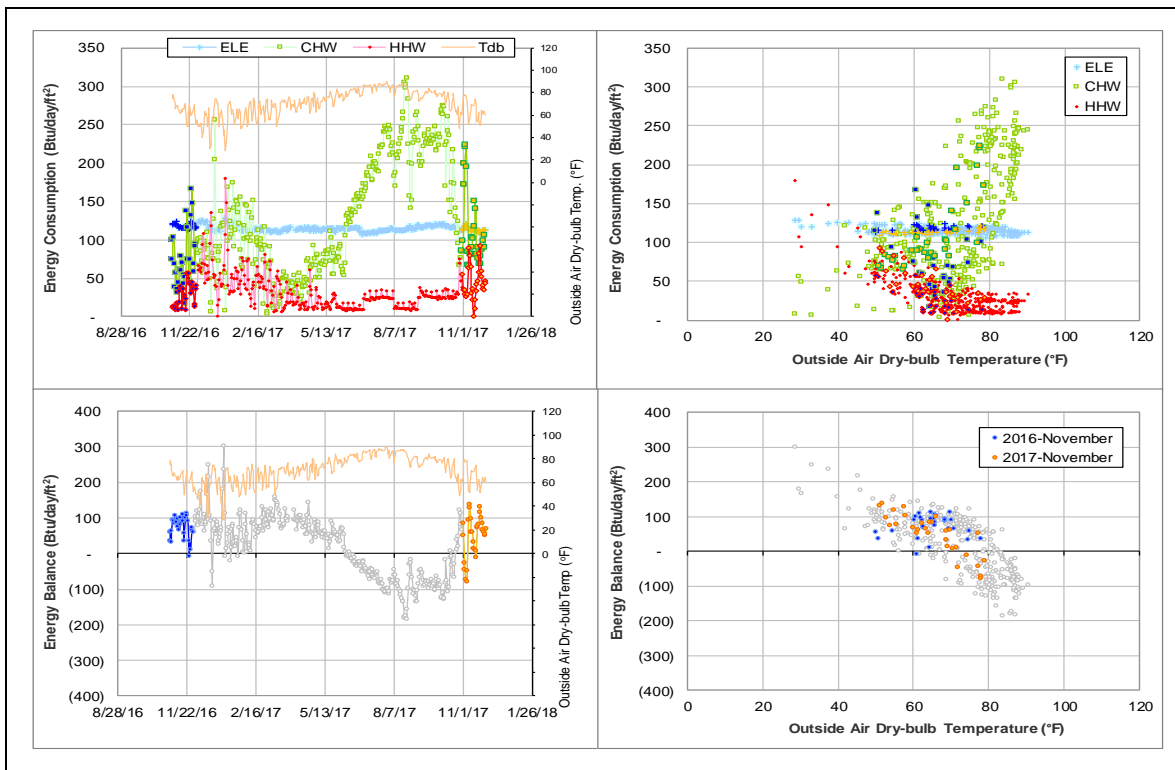 ELE CHW HHW Tdb
Energy Consumption (Btu/day/ft²)
350
300
250
200
150
100
50
-
120
100
80
60
40
20
0
Outside Air Dry-bulb Temp. (°F)
8/28/16 11/22/16 2/16/17 5/13/17 8/7/17 11/1/17 1/26/18
Energy Consumption (Btu/day/ft²)
350
300
250
200
150
100
50
-
ELE
CHW
HHW
0 20 40 60 80 100 120
Outside Air Dry-bulb Temperature (°F)
Energy Balance (Btu/day/ft²)
400
300
200
100
-
(100)
(200)
(300)
(400)
120
100
80
60
40
20
0
Outside Air Dry-bulb Temp (°F)
8/28/16 11/22/16 2/16/17 5/13/17 8/7/17 11/1/17 1/26/18
Energy Balance (Btu/day/ft²)
400
300
200
100
-
(100)
(200)
(300)
(400)
2016-November
2017-November
0 20 40 60 80 100 120
Outside Air Dry-bulb Temperature (°F)